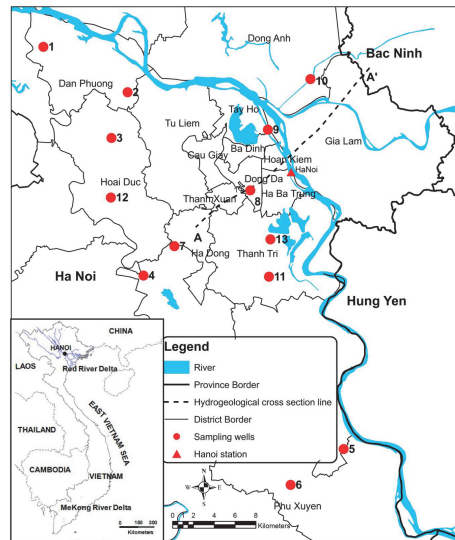 Dong Anh
Bac Ninh
1
10
A'
Dan Phuong
2
Tay Ho
Tu Liem
9
3
Ba Dinh
Gia Lam
Cau Giay
Hoan Kiem
HaNoi
Dong Da
Hoai Duc
12
ThanhXuan
8
Ha Ba Trung
A
13
7
Ha Dong
Thanh Tri
Ha Noi
4
11
Hung Yen
HANOI
CHINA
LAOS
Red River Delta
EAST VIETNAM SEA
THAILAND
CAMBODIA
VIETNAM
MeKong River Delta
0 150 300
Kilometers
Legend
River
Province Border
Hydrogeological cross section line
District Border
Sampling wells
Hanoi station
5
6
Phu Xuyen
N
W E
S
0 1 2 4 6 8
Kilometers